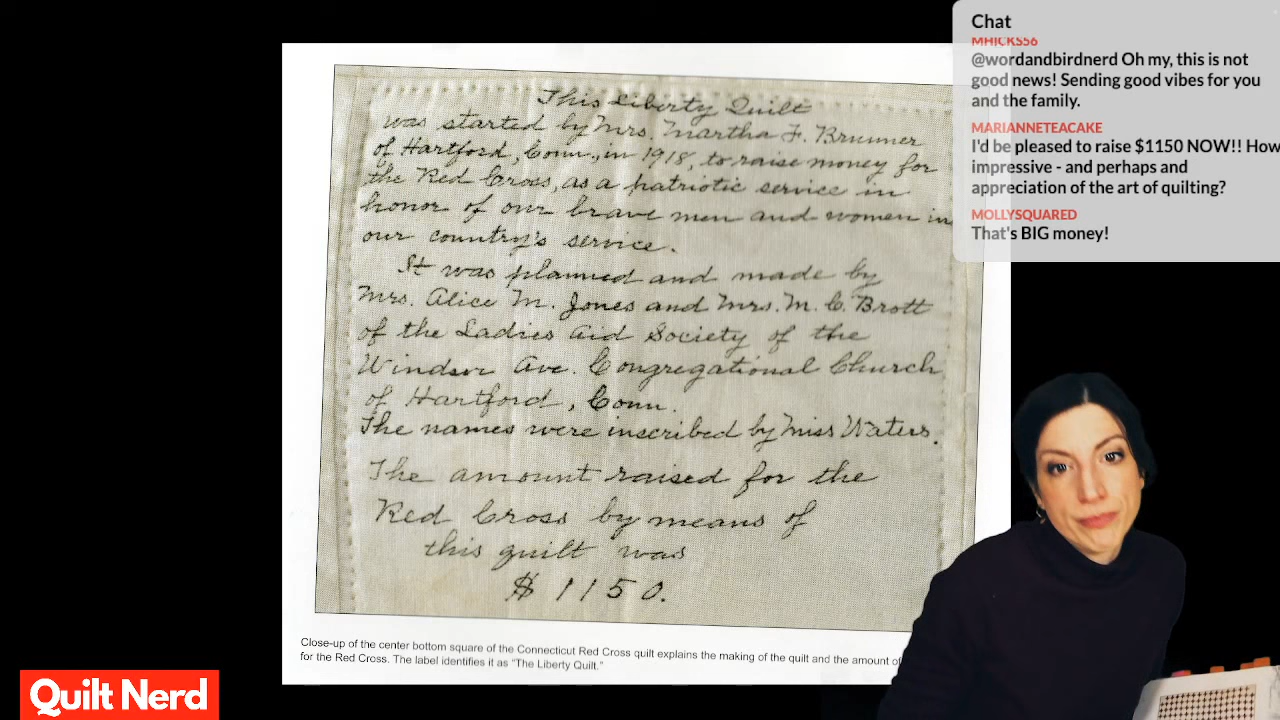 This Liberty Quilt
was started by Mrs. Martha F. Brunner
of Hartford, Conn., in 1918, to raise money for
the Red Cross, as a patriotic service in
honor of our brave men and women in
our country's service.
It was planned and made by
Mrs. Alice M. Jones and Mrs. M. C. Brott
of the Ladies Aid Society of the
Windsor Ave. Congregational Church
of Hartford, Conn.
The names were inscribed by Miss Waters.
The amount raised for the
Red Cross by means of
this quilt was
$1150.
Close-up of the center bottom square of the Connecticut Red Cross quilt explains the making of the quilt and the amount of
for the Red Cross. The label identifies it as "The Liberty Quilt."
Chat
MHICKS56
@wordandbirdnerd Oh my, this is not
good news! Sending good vibes for you
and the family.
MARIANNETEACAKE
I'd be pleased to raise $1150 NOW!! How
impressive - and perhaps and
appreciation of the art of quilting?
MOLLYSQUARED
That's BIG money!
Quilt Nerd